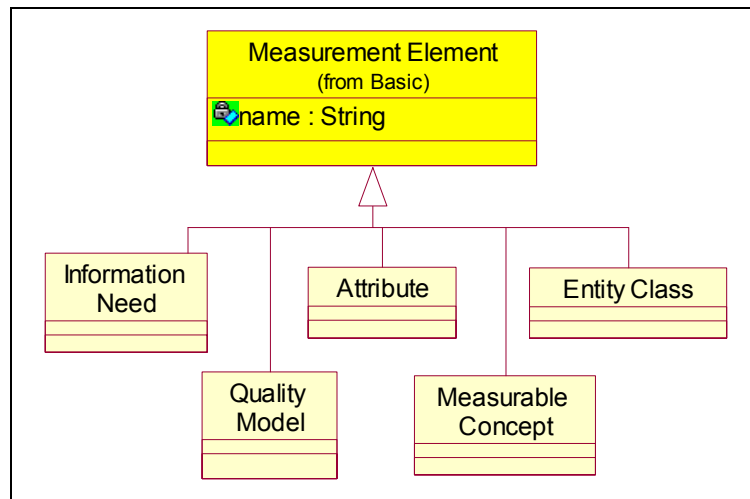 Measurement Element
(from Basic)
name : String
Information
Need
Attribute
Entity Class
Quality
Model
Measurable
Concept